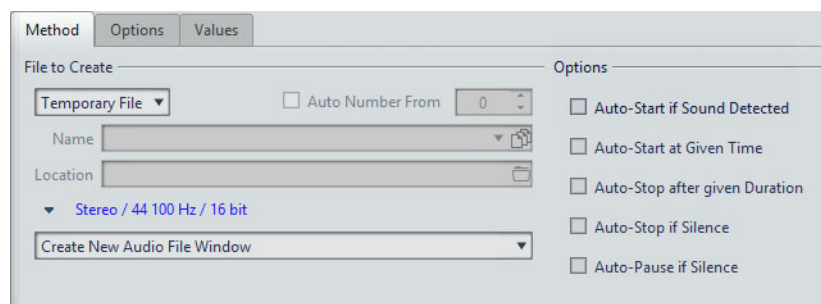 Method Options Values
File to Create
Temporary File Auto Number From 0
Name
Location
Stereo / 44 100 Hz / 16 bit
Create New Audio File Window
Options
Auto-Start if Sound Detected
Auto-Start at Given Time
Auto-Stop after given Duration
Auto-Stop if Silence
Auto-Pause if Silence